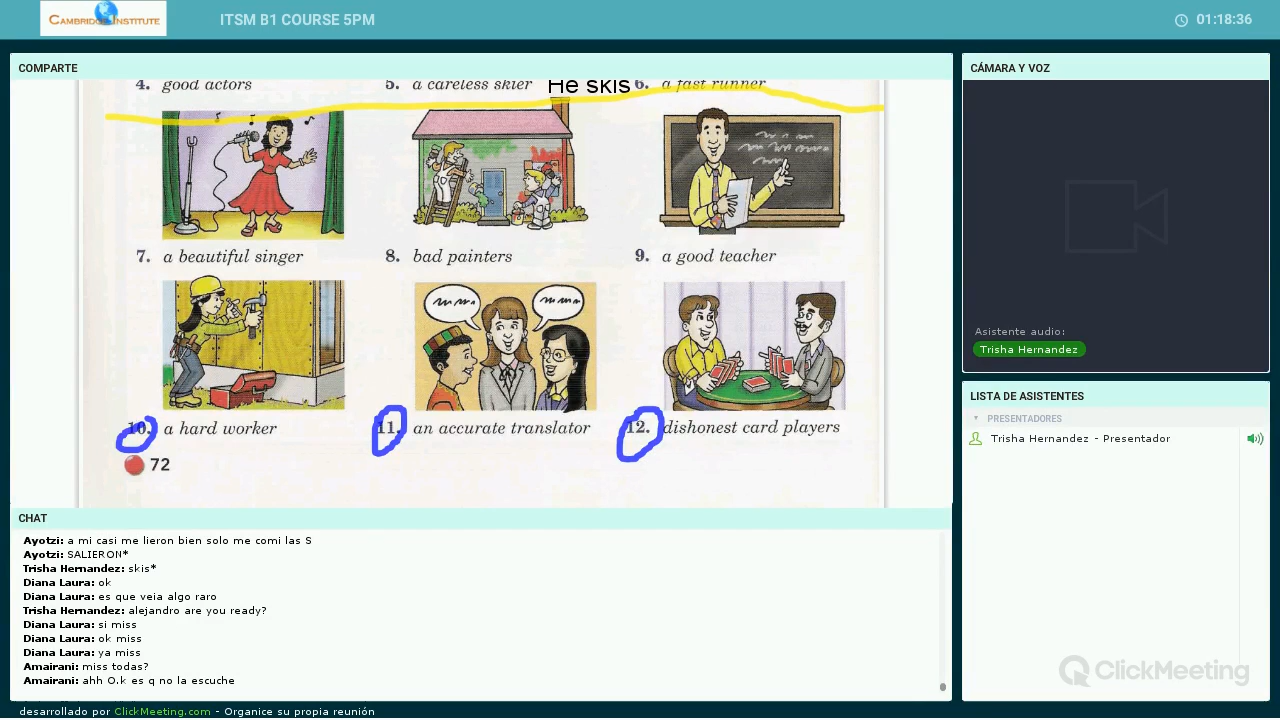 CAMBRIDGE INSTITUTE
ITSM B1 COURSE 5PM
01:18:36
COMPARTE
4. good actors
5. a careless skier
He skis
6. a fast runner
7. a beautiful singer
8. bad painters
9. a good teacher
10. a hard worker
11. an accurate translator
12. dishonest card players
72
CHAT
Ayotzi: a mi casi me lieron bien solo me comi las S
Ayotzi: SALIERON*
Trisha Hernandez: skis*
Diana Laura: ok
Diana Laura: es que veia algo raro
Trisha Hernandez: alejandro are you ready?
Diana Laura: si miss
Diana Laura: ok miss
Diana Laura: ya miss
Amairani: miss todas?
Amairani: ahh O.k es q no la escuche
CÁMARA Y VOZ
Asistente audio:
Trisha Hernandez
LISTA DE ASISTENTES
PRESENTADORES
Trisha Hernandez - Presentador
ClickMeeting
desarrollado por ClickMeeting.com - Organice su propia reunión